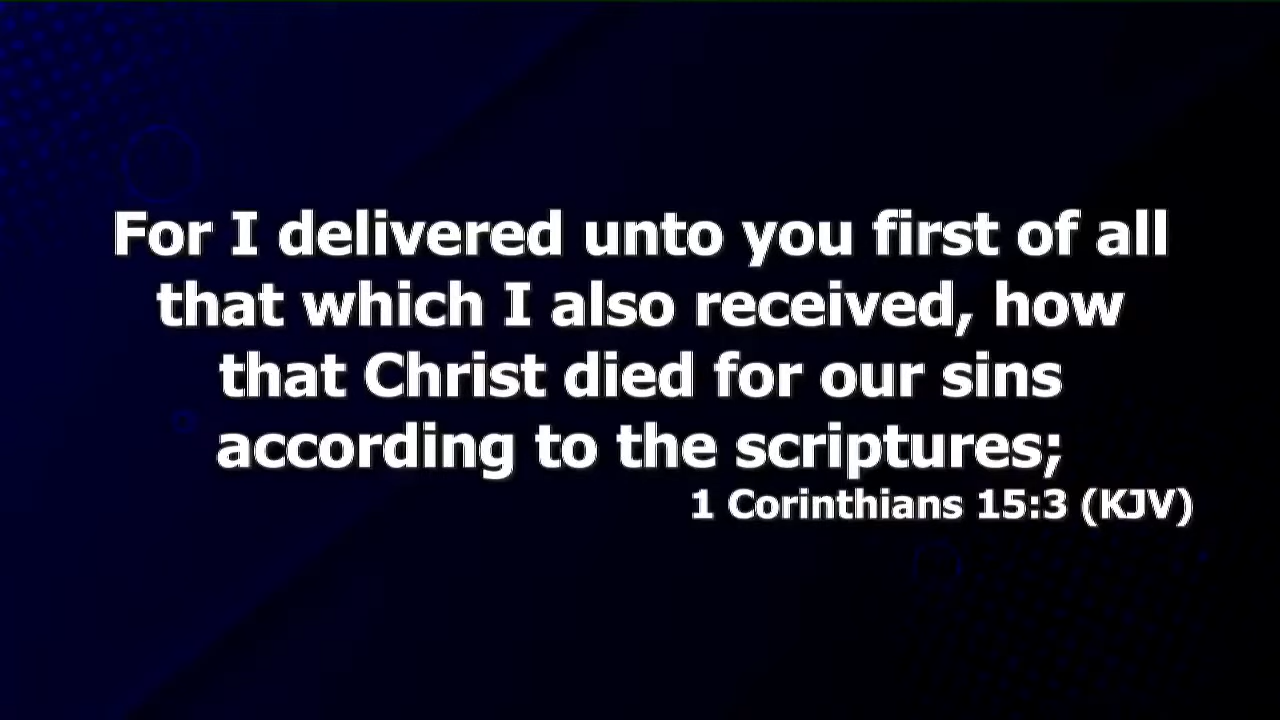 For I delivered unto you first of all
that which I also received, how
that Christ died for our sins
according to the scriptures;
1 Corinthians 15:3 (KJV)